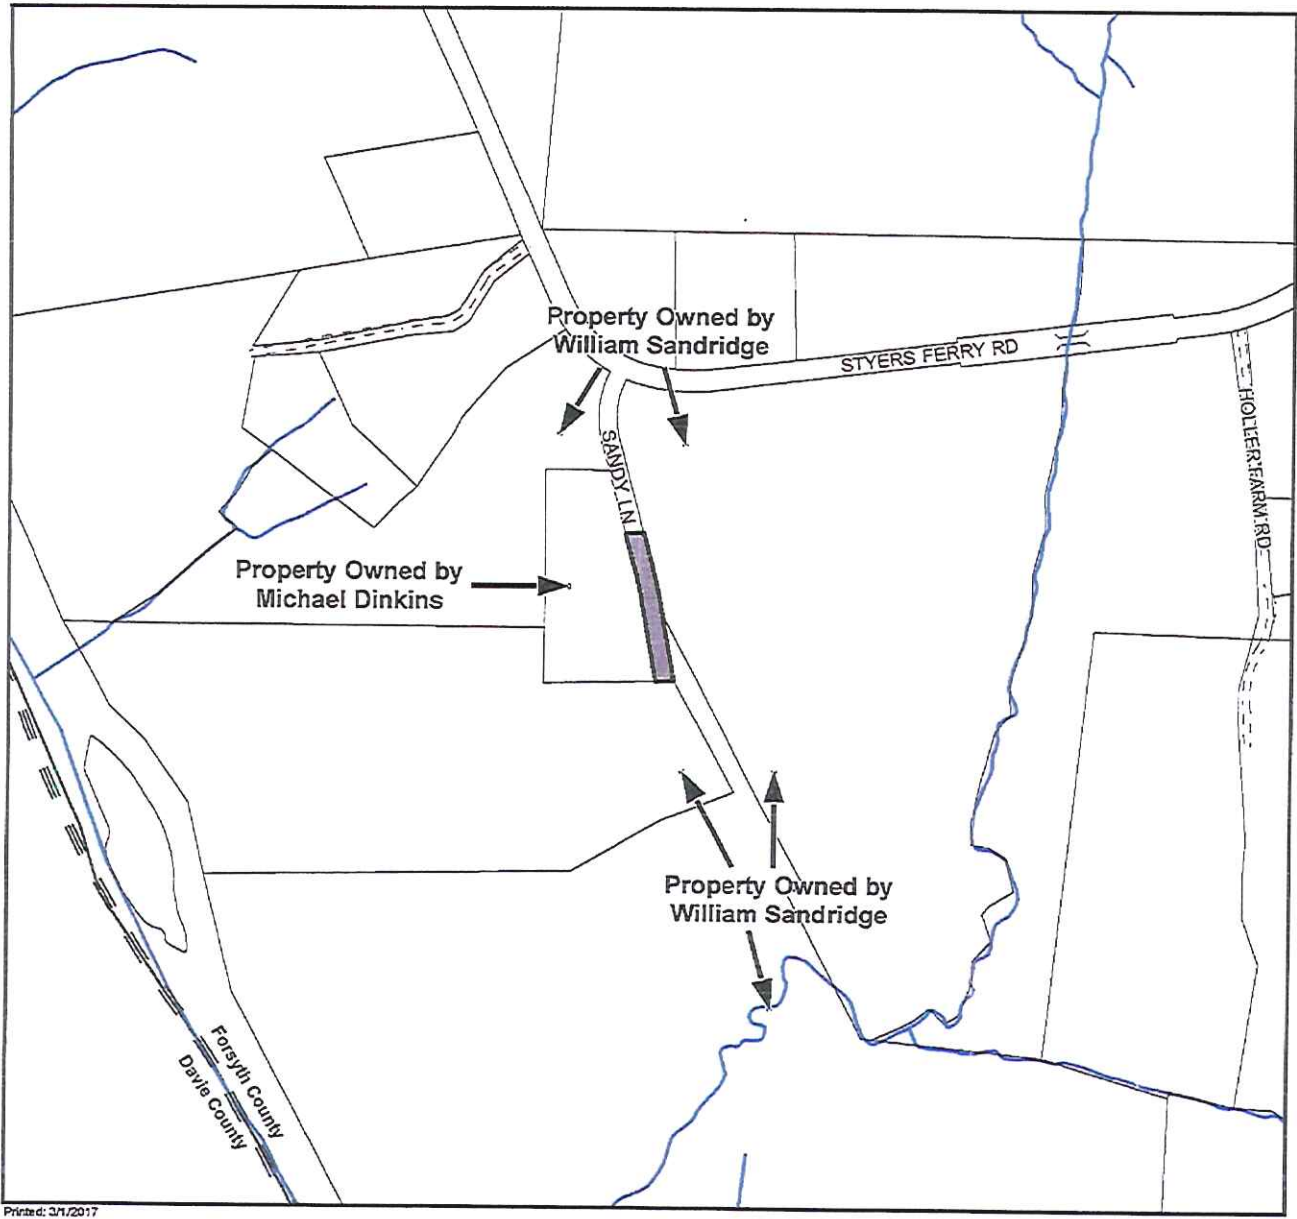 Property Owned by
William Sandridge
STYERS FERRY RD
HOLLER FARM RD
SANDY LN
Property Owned by
Michael Dinkins
Property Owned by
William Sandridge
Forsyth County
Davie County
Printed: 3/1/2017